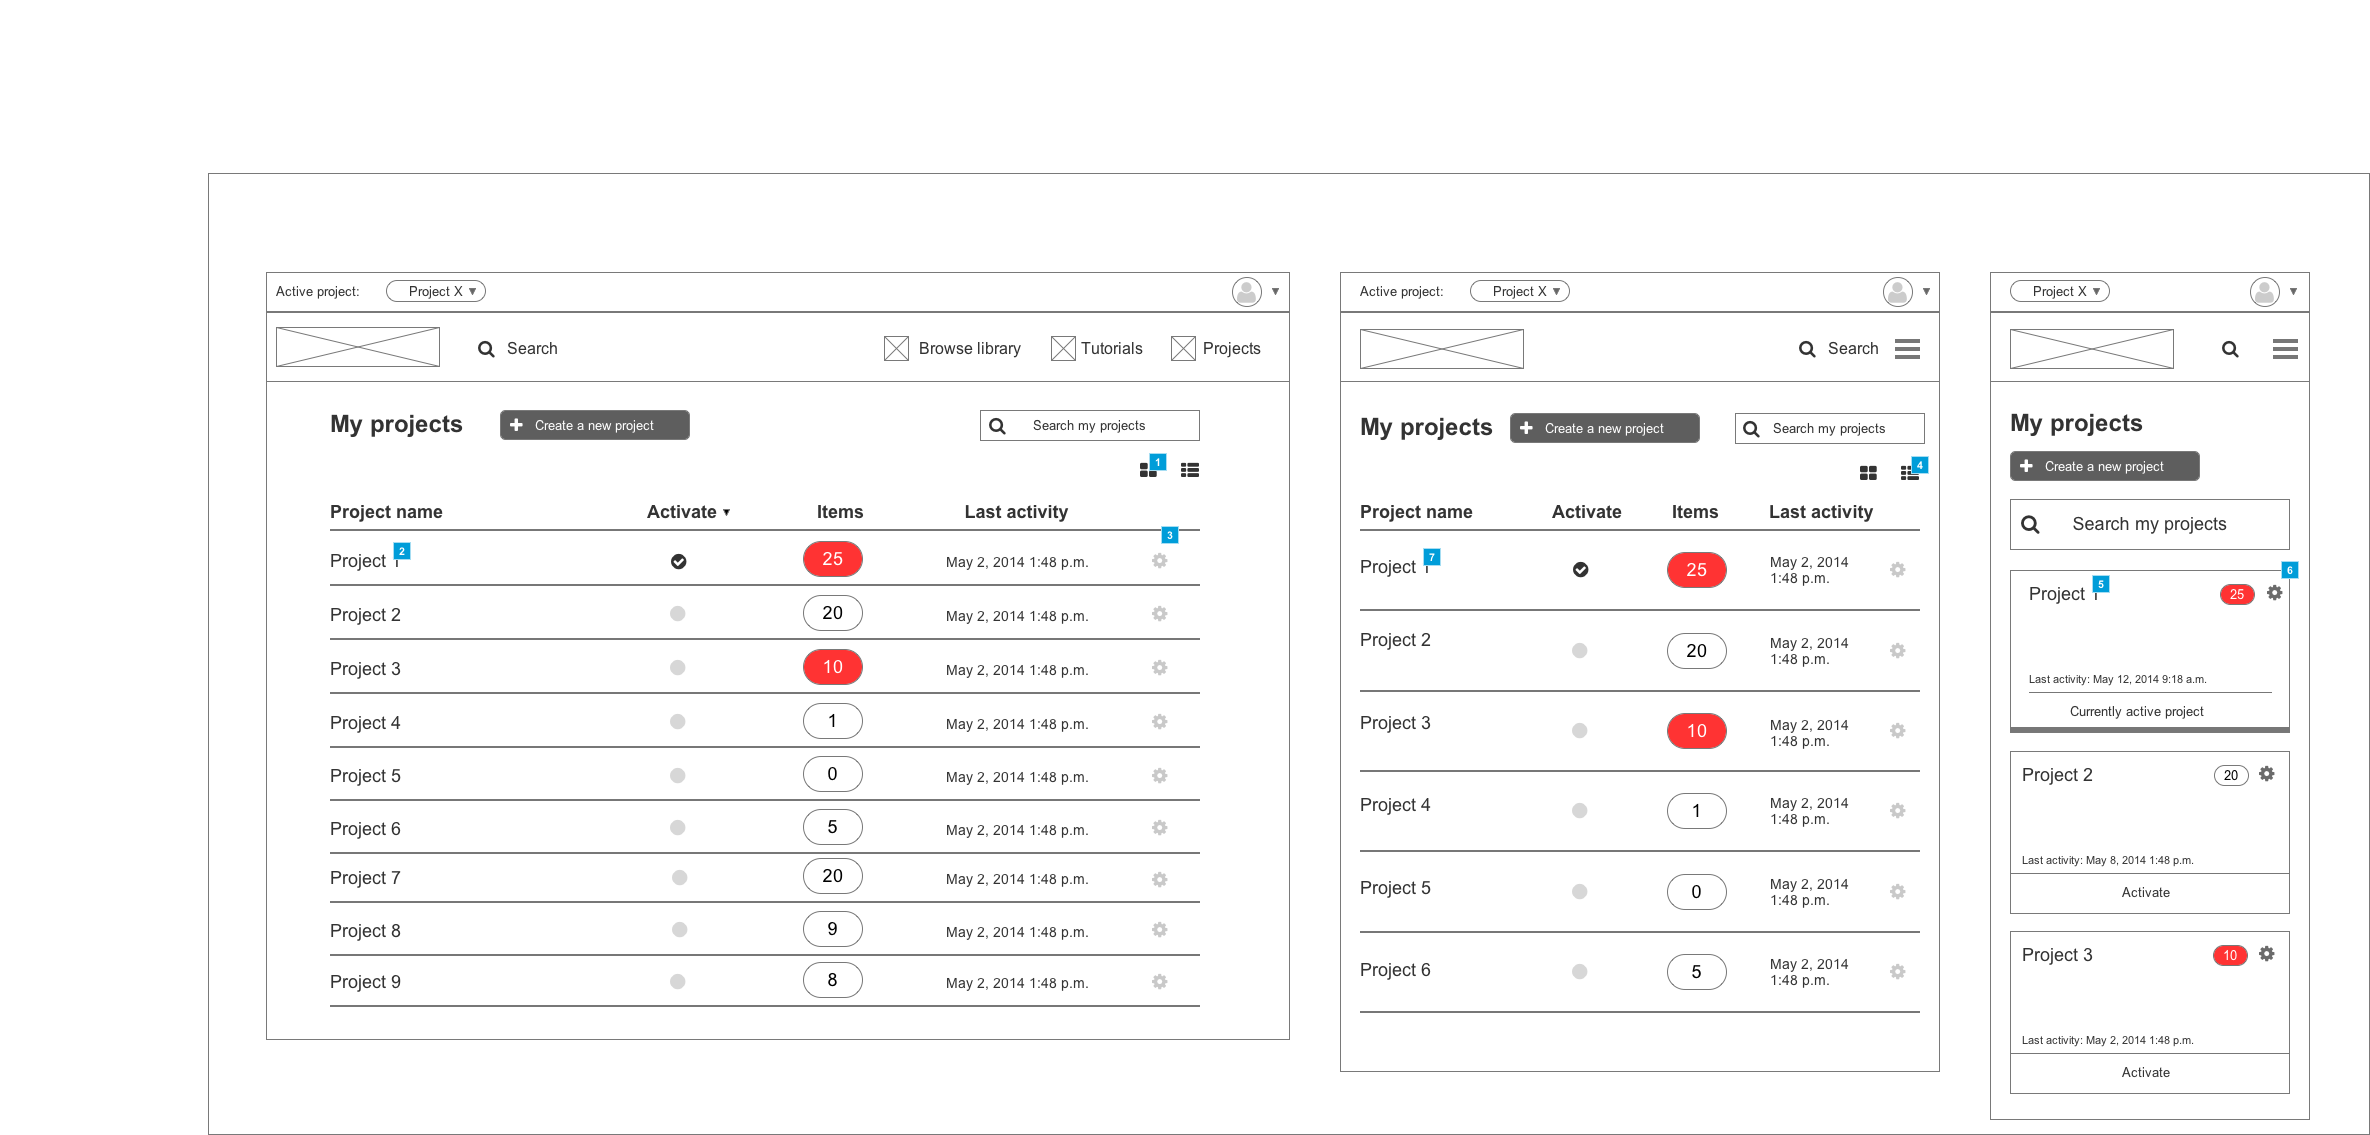 Active project: Project X ▼ ▼
Search Browse library Tutorials Projects
My projects Create a new project Search my projects
1
Project name Activate ▼ Items Last activity
3
Project 1 2 25 May 2, 2014 1:48 p.m.
Project 2 20 May 2, 2014 1:48 p.m.
Project 3 10 May 2, 2014 1:48 p.m.
Project 4 1 May 2, 2014 1:48 p.m.
Project 5 0 May 2, 2014 1:48 p.m.
Project 6 5 May 2, 2014 1:48 p.m.
Project 7 20 May 2, 2014 1:48 p.m.
Project 8 9 May 2, 2014 1:48 p.m.
Project 9 8 May 2, 2014 1:48 p.m.
Active project: Project X ▼ ▼
Search
My projects Create a new project Search my projects
4
Project name Activate Items Last activity
Project 1 7 25 May 2, 2014
1:48 p.m.
Project 2 20 May 2, 2014
1:48 p.m.
Project 3 10 May 2, 2014
1:48 p.m.
Project 4 1 May 2, 2014
1:48 p.m.
Project 5 0 May 2, 2014
1:48 p.m.
Project 6 5 May 2, 2014
1:48 p.m.
Project X ▼ ▼
My projects
Create a new project
Search my projects
6
Project 1 5 25
Last activity: May 12, 2014 9:18 a.m.
Currently active project
Project 2 20
Last activity: May 8, 2014 1:48 p.m.
Activate
Project 3 10
Last activity: May 2, 2014 1:48 p.m.
Activate